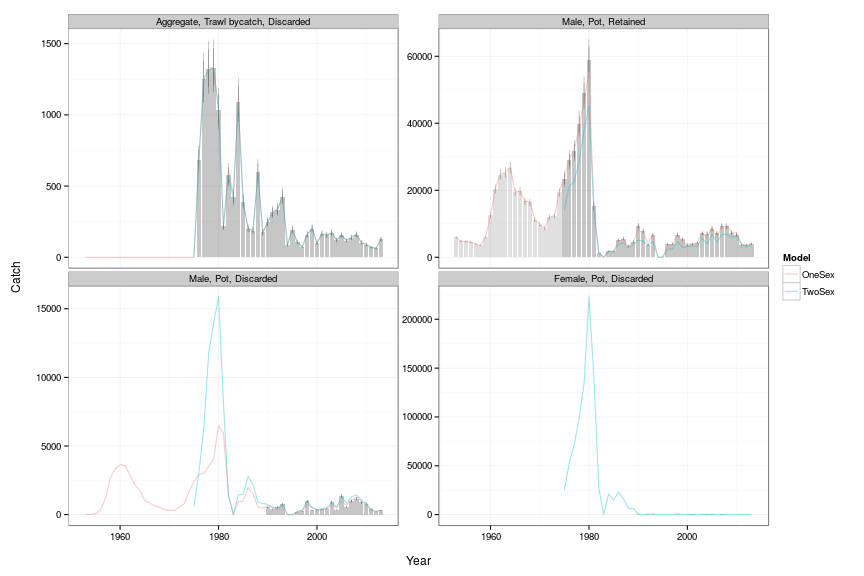 Aggregate, Trawl bycatch, Discarded
Male, Pot, Retained
1500
1000
500
0
60000
40000
20000
0
Male, Pot, Discarded
Female, Pot, Discarded
15000
10000
5000
0
200000
150000
100000
50000
0
1960
1980
2000
1960
1980
2000
Catch
Year
Model
OneSex
TwoSex